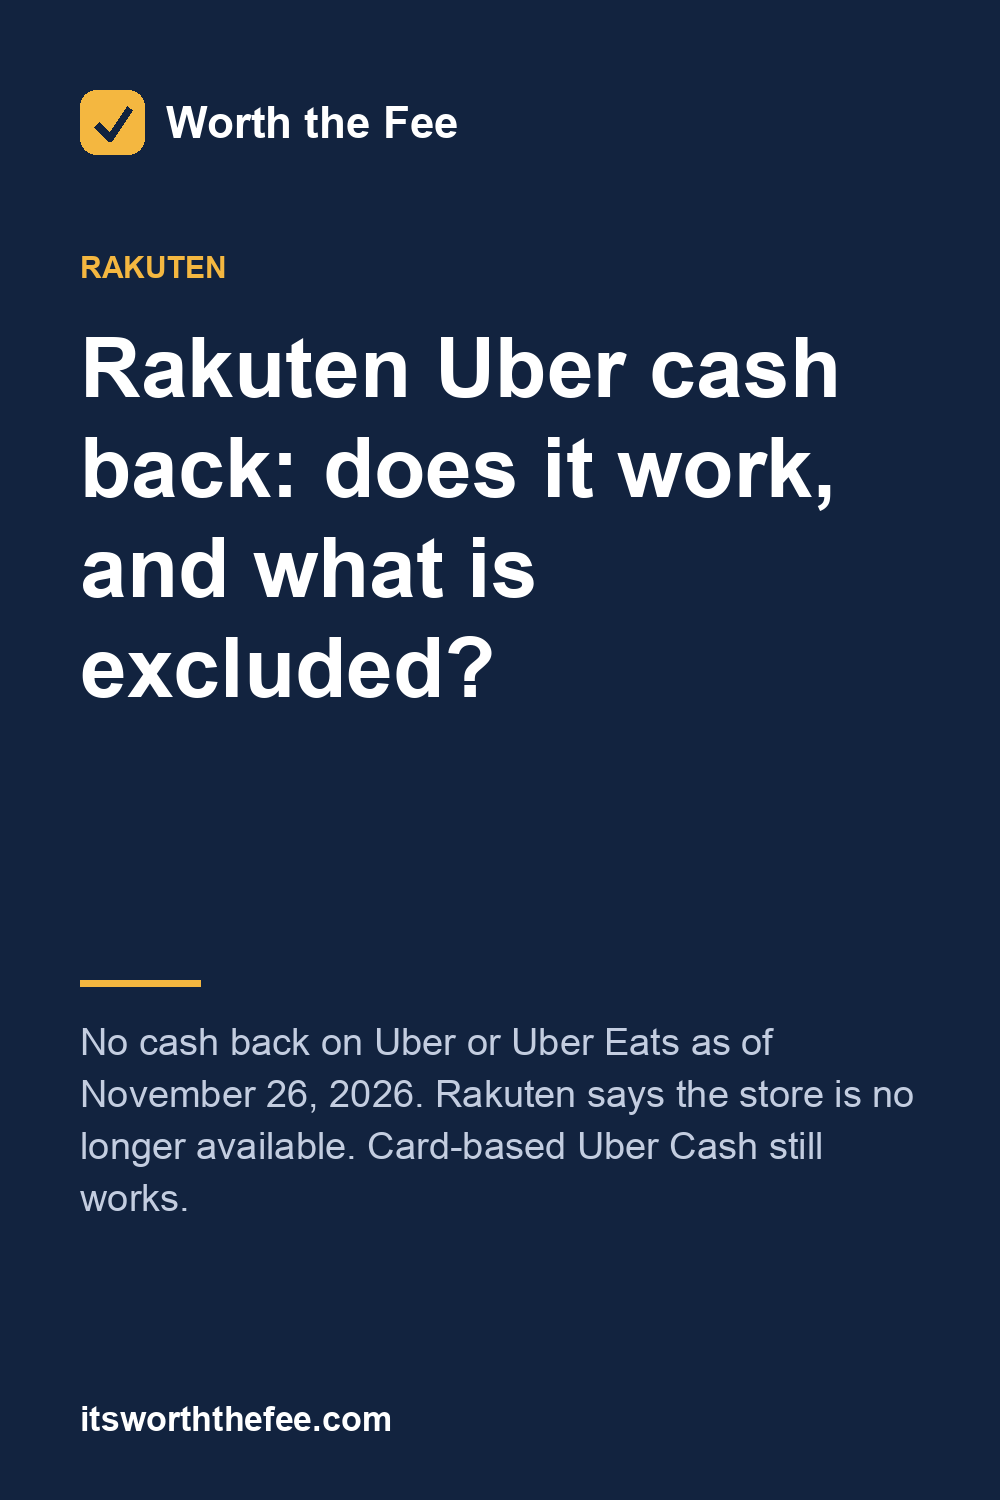 Worth the Fee
RAKUTEN
Rakuten Uber cash
back: does it work,
and what is
excluded?
No cash back on Uber or Uber Eats as of
November 26, 2026. Rakuten says the store is no
longer available. Card-based Uber Cash still
works.
itsworththefee.com